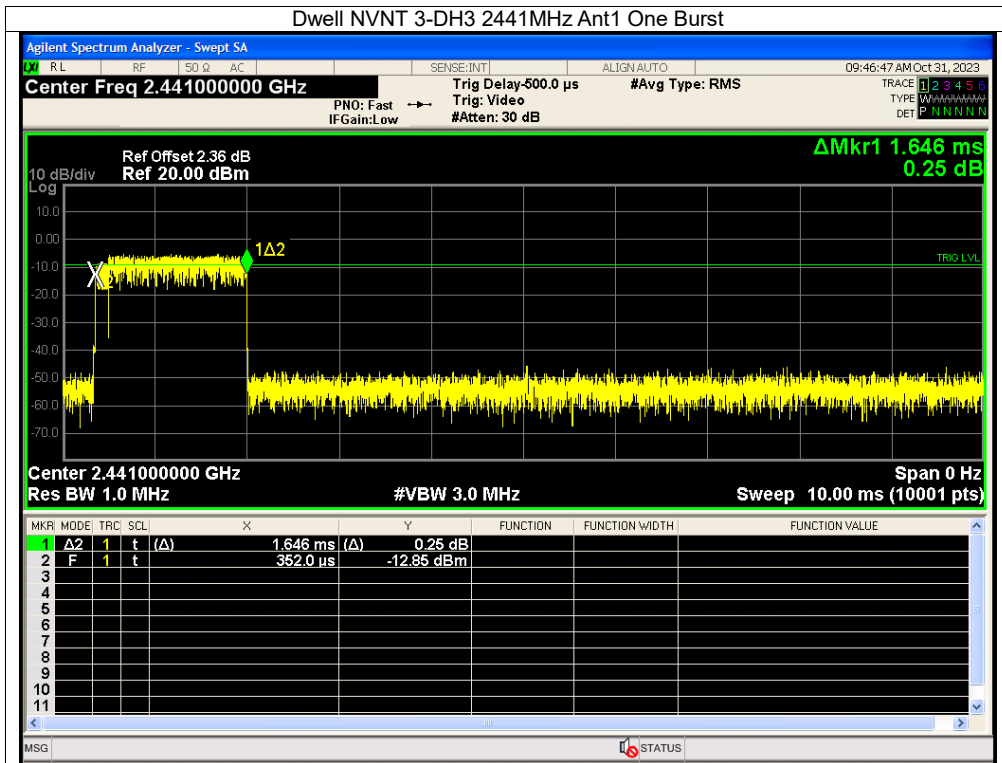 Dwell NVNT 3-DH3 2441MHz Ant1 One Burst
Agilent Spectrum Analyzer - Swept SA
LXI RL RF 50 Ω AC SENSE:INT ALIGN AUTO 09:46:47 AM Oct 31, 2023
Center Freq 2.441000000 GHz Trig Delay-500.0 µs #Avg Type: RMS TRACE 1 2 3 4 5 6
PNO: Fast Trig: Video TYPE WWWWWWW
IFGain:Low #Atten: 30 dB DET P N N N N N
ΔMkr1 1.646 ms
0.25 dB
Ref Offset 2.36 dB
10 dB/div Ref 20.00 dBm
Log
10.0
0.00
1Δ2
TRIG LVL
-10.0
-20.0
-30.0
-40.0
-50.0
-60.0
-70.0
Center 2.441000000 GHz Span 0 Hz
Res BW 1.0 MHz #VBW 3.0 MHz Sweep 10.00 ms (10001 pts)
MKR MODE TRC SCL X Y FUNCTION FUNCTION WIDTH FUNCTION VALUE
1 Δ2 1 t (Δ) 1.646 ms (Δ) 0.25 dB
2 F 1 t 352.0 µs -12.85 dBm
3
4
5
6
7
8
9
10
11
MSG STATUS